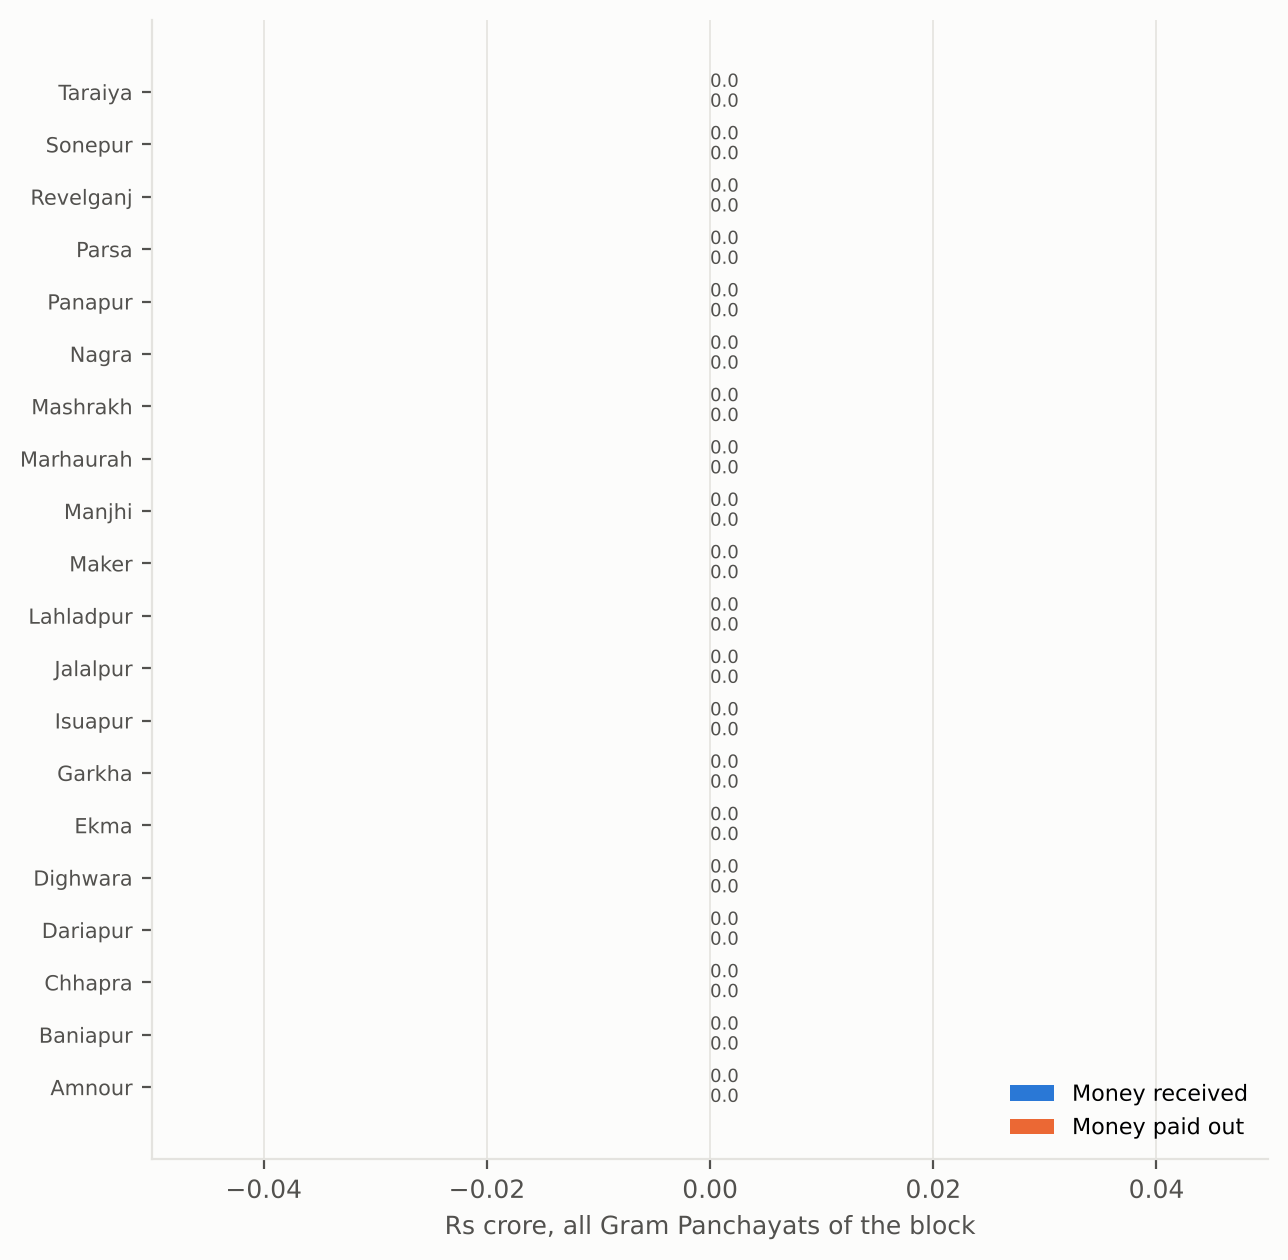 Taraiya 0.0
0.0
Sonepur 0.0
0.0
Revelganj 0.0
0.0
Parsa 0.0
0.0
Panapur 0.0
0.0
Nagra 0.0
0.0
Mashrakh 0.0
0.0
Marhaurah 0.0
0.0
Manjhi 0.0
0.0
Maker 0.0
0.0
Lahladpur 0.0
0.0
Jalalpur 0.0
0.0
Isuapur 0.0
0.0
Garkha 0.0
0.0
Ekma 0.0
0.0
Dighwara 0.0
0.0
Dariapur 0.0
0.0
Chhapra 0.0
0.0
Baniapur 0.0
0.0
Amnour 0.0
0.0
Money received
Money paid out
−0.04 −0.02 0.00 0.02 0.04
Rs crore, all Gram Panchayats of the block